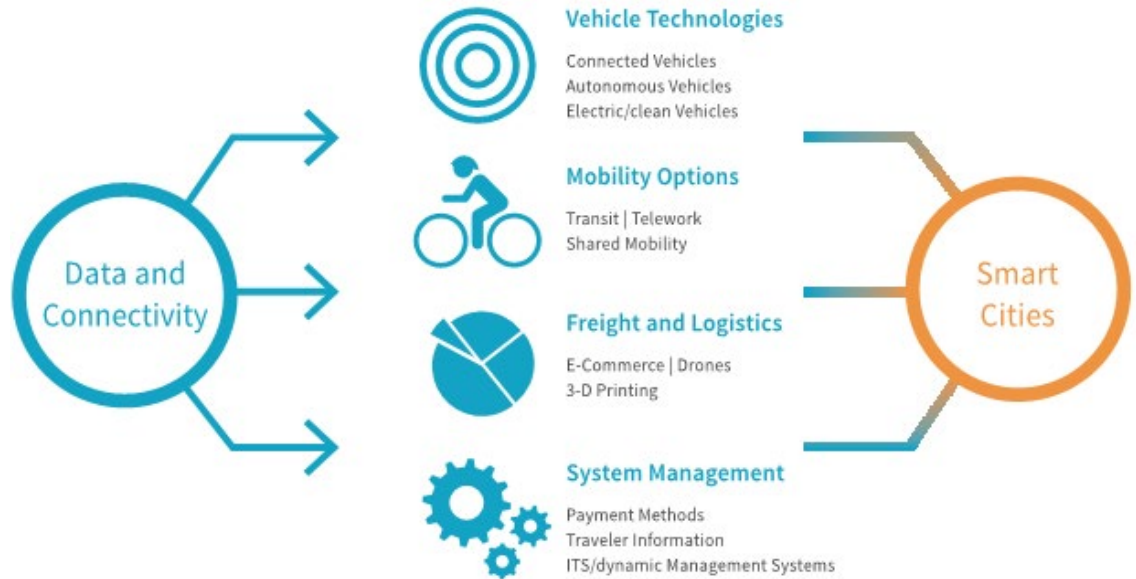 Data and
Connectivity
Vehicle Technologies
Connected Vehicles
Autonomous Vehicles
Electric/clean Vehicles
Mobility Options
Transit | Telework
Shared Mobility
Freight and Logistics
E-Commerce | Drones
3-D Printing
System Management
Payment Methods
Traveler Information
ITS/dynamic Management Systems
Smart
Cities